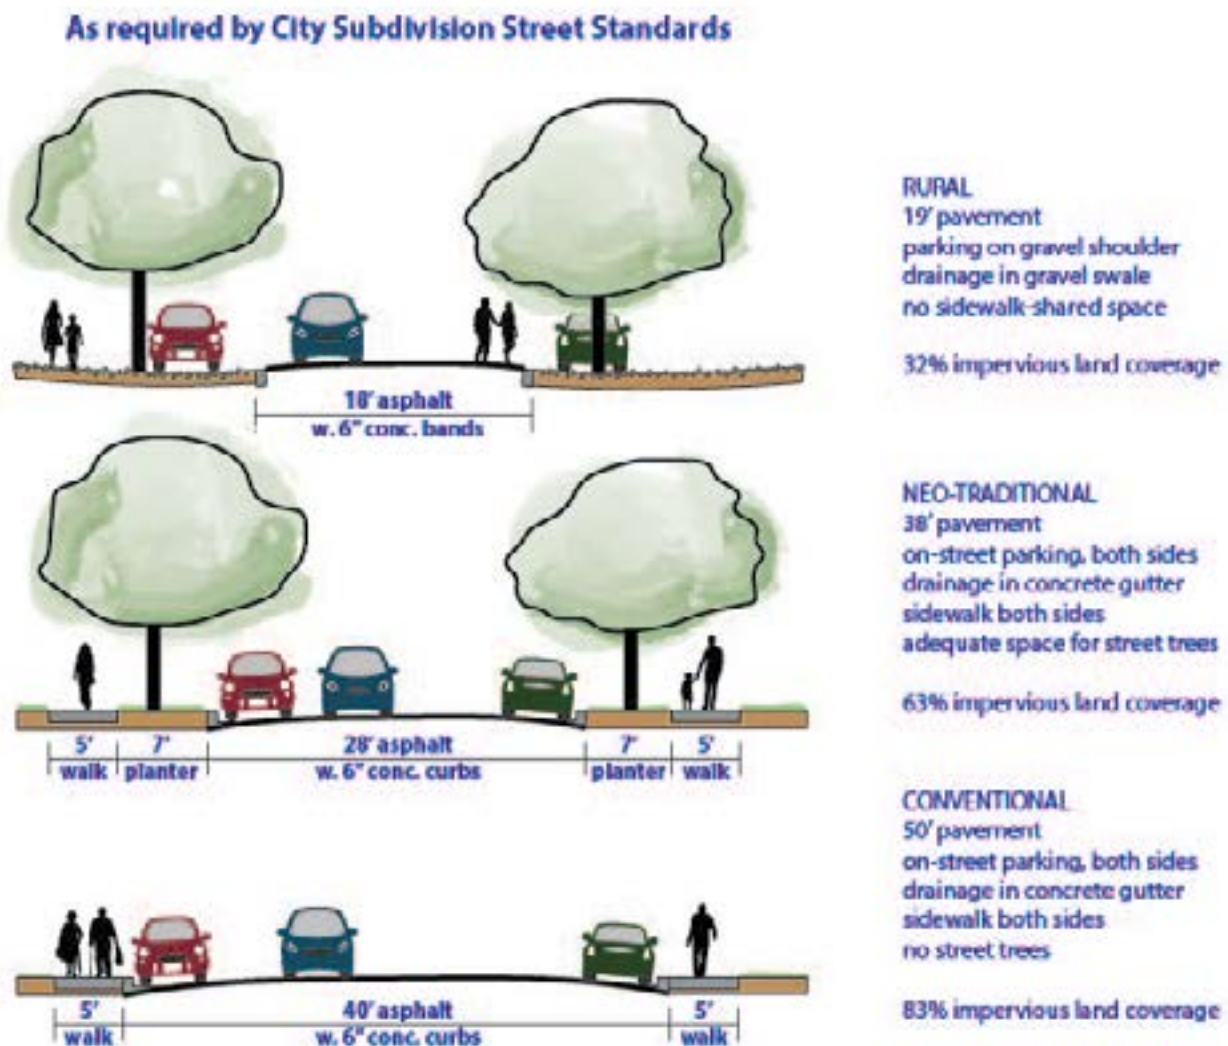 As required by City Subdivision Street Standards
18' asphalt
w. 6" conc. bands
RURAL
19' pavement
parking on gravel shoulder
drainage in gravel swale
no sidewalk-shared space
32% impervious land coverage
5' 7' 28' asphalt 7' 5'
walk planter w. 6" conc. curbs planter walk
NEO-TRADITIONAL
38' pavement
on-street parking, both sides
drainage in concrete gutter
sidewalk both sides
adequate space for street trees
63% impervious land coverage
5' 40' asphalt 5'
walk w. 6" conc. curbs walk
CONVENTIONAL
50' pavement
on-street parking, both sides
drainage in concrete gutter
sidewalk both sides
no street trees
83% impervious land coverage